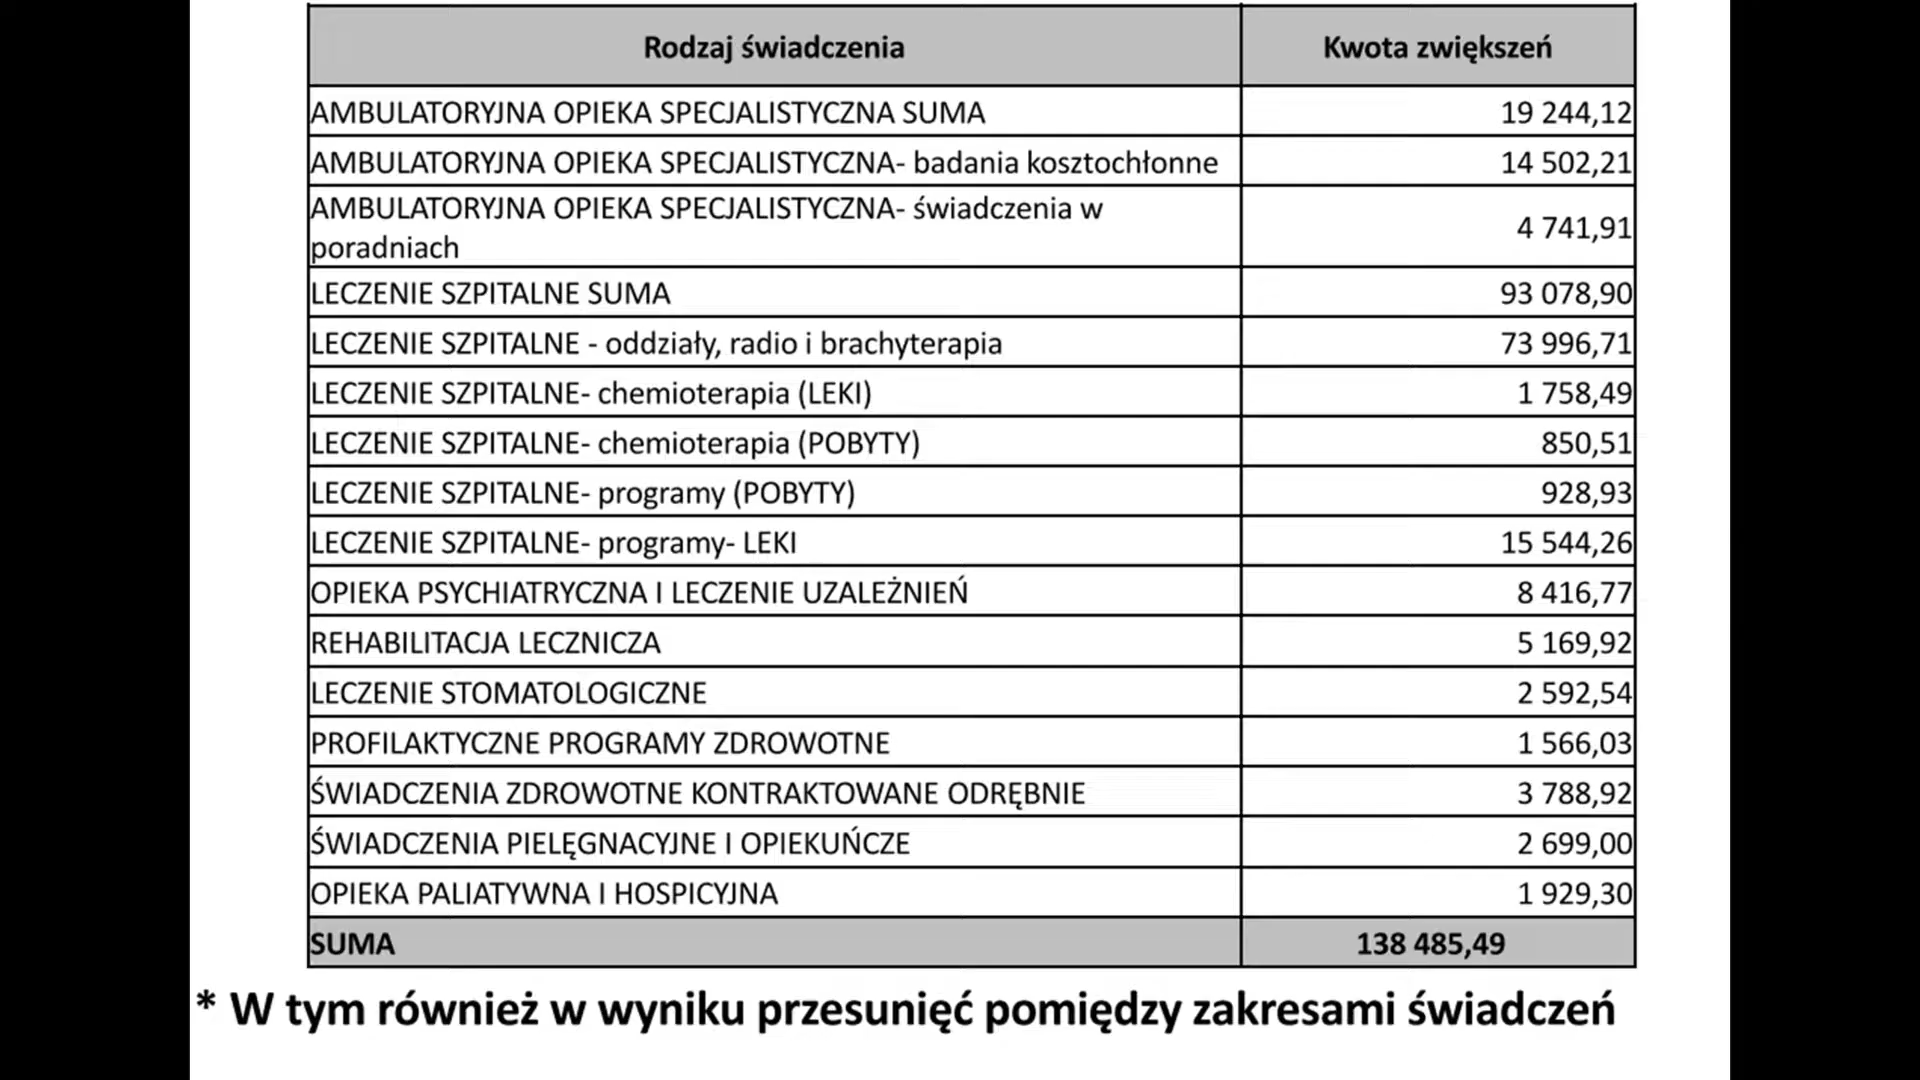 Rodzaj świadczenia Kwota zwiększeń
AMBULATORYJNA OPIEKA SPECJALISTYCZNA SUMA 19 244,12
AMBULATORYJNA OPIEKA SPECJALISTYCZNA- badania kosztochłonne 14 502,21
AMBULATORYJNA OPIEKA SPECJALISTYCZNA- świadczenia w
poradniach 4 741,91
LECZENIE SZPITALNE SUMA 93 078,90
LECZENIE SZPITALNE - oddziały, radio i brachyterapia 73 996,71
LECZENIE SZPITALNE- chemioterapia (LEKI) 1 758,49
LECZENIE SZPITALNE- chemioterapia (POBYTY) 850,51
LECZENIE SZPITALNE- programy (POBYTY) 928,93
LECZENIE SZPITALNE- programy- LEKI 15 544,26
OPIEKA PSYCHIATRYCZNA I LECZENIE UZALEŻNIEŃ 8 416,77
REHABILITACJA LECZNICZA 5 169,92
LECZENIE STOMATOLOGICZNE 2 592,54
PROFILAKTYCZNE PROGRAMY ZDROWOTNE 1 566,03
ŚWIADCZENIA ZDROWOTNE KONTRAKTOWANE ODRĘBNIE 3 788,92
ŚWIADCZENIA PIELĘGNACYJNE I OPIEKUŃCZE 2 699,00
OPIEKA PALIATYWNA I HOSPICYJNA 1 929,30
SUMA 138 485,49
* W tym również w wyniku przesunięć pomiędzy zakresami świadczeń